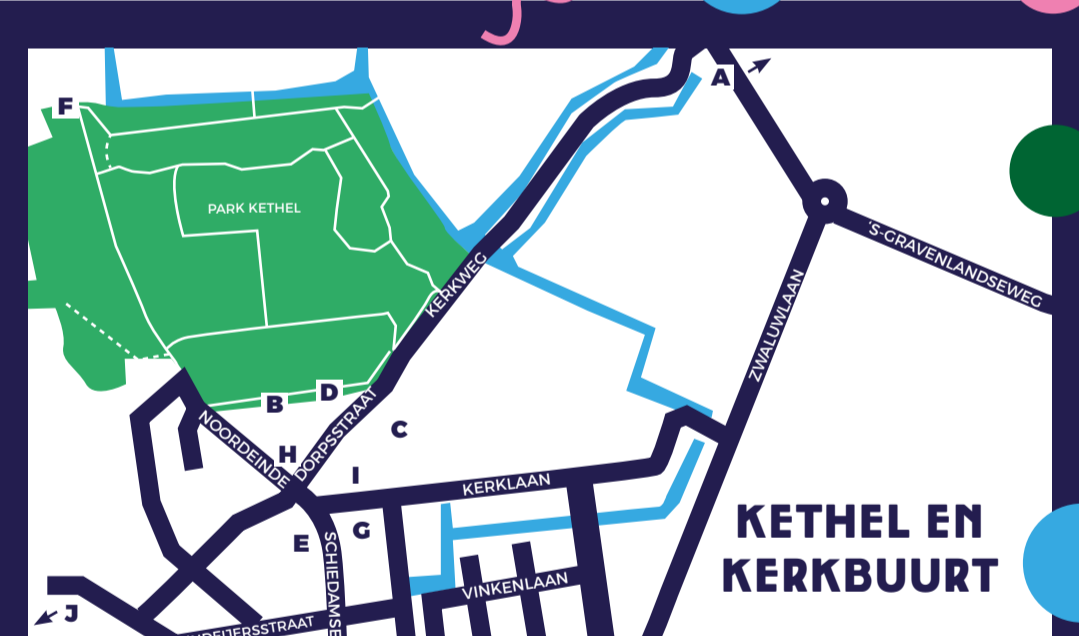 A
F
PARK KETHEL
'S-GRAVENLANDSEWEG
KERKWEG
ZWALUWLAAN
D
B
DORPSSTRAAT
C
NOORDEINDE
H
I
KERKLAAN
G
E
SCHIEDAMSE
KETHEL EN
KERKBUURT
VINKENLAAN
J